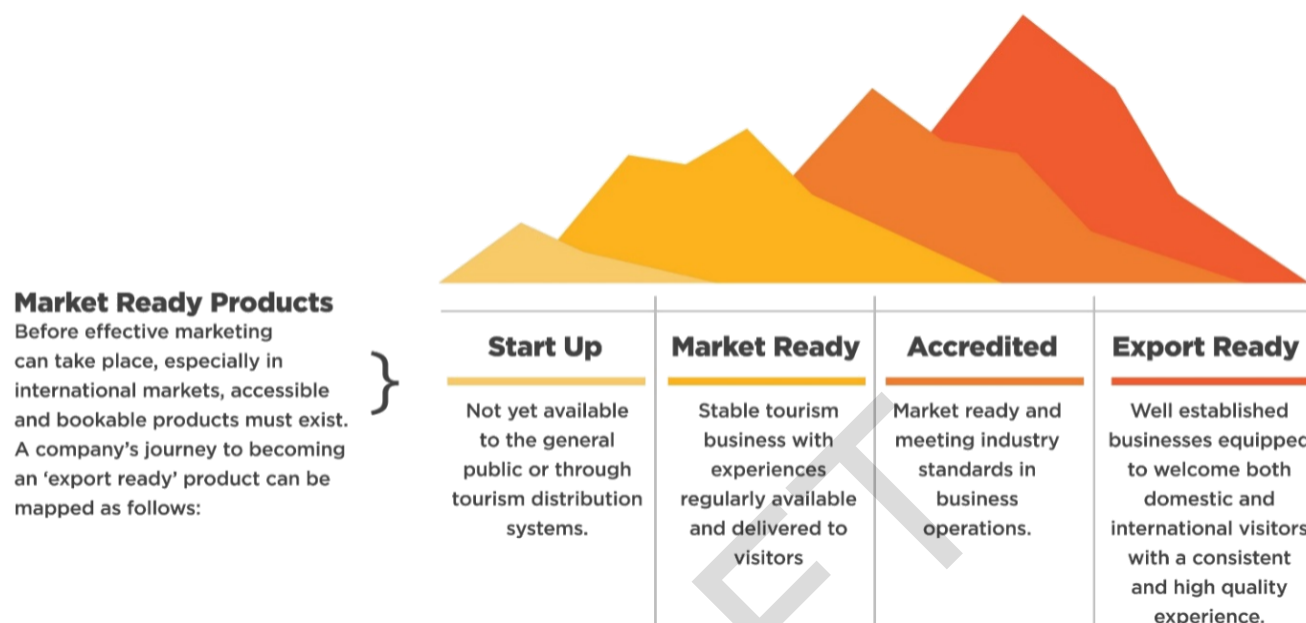 Market Ready Products
Before effective marketing
can take place, especially in
international markets, accessible
and bookable products must exist.
A company's journey to becoming
an ‘export ready’ product can be
mapped as follows:
}
Start Up
Not yet available
to the general
public or through
tourism distribution
systems.
Market Ready
Stable tourism
business with
experiences
regularly available
and delivered to
visitors
Accredited
Market ready and
meeting industry
standards in
business
operations.
Export Ready
Well established
businesses equipped
to welcome both
domestic and
international visitors
with a consistent
and high quality
experience.